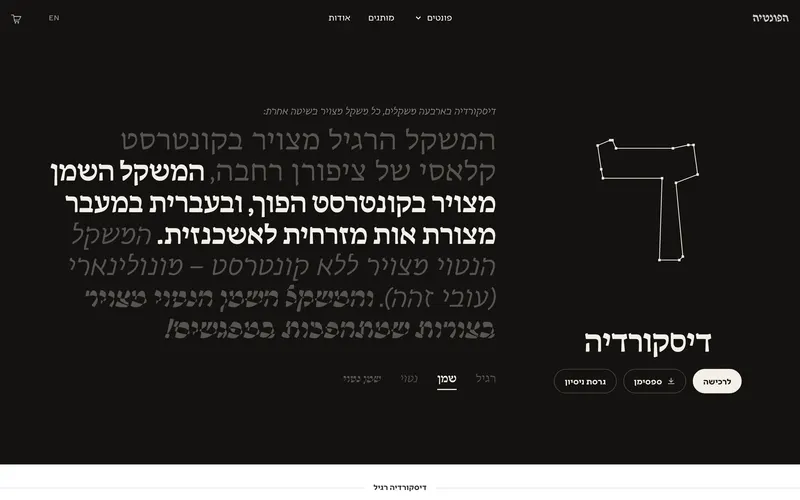 הפונטיה
פונטים
מותגים
אודות
EN
דיסקורדיה בארבעה משקלים, כל משקל מצויר בשיטה אחרת:
המשקל הרגיל מצויר בקונטרסט
קלאסי של ציפורן רחבה, המשקל השמן
מצויר בקונטרסט הפוך, ובעברית במעבר
מצורת אות מזרחית לאשכנזית. המשקל
הנטוי מצויר ללא קונטרסט – מונולינארי
(עובי זהה). והמשקל השמן הנטוי מצויר
בצורות שמתהפכות במפגשים!
רגיל
שמן
נטוי
שמן נטוי
ד
דיסקורדיה
לרכישה
ספסימן
גרסת ניסיון
דיסקורדיה רגיל